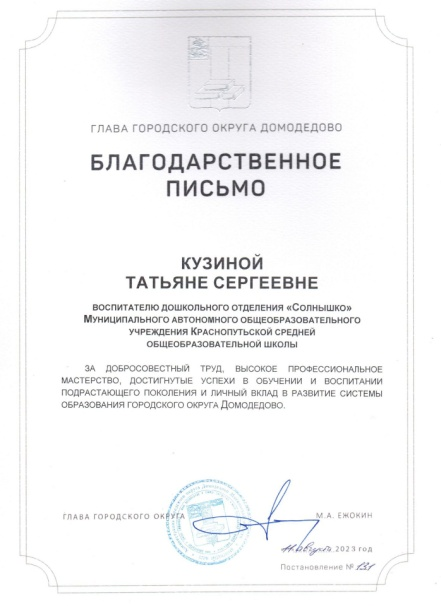 ГЛАВА ГОРОДСКОГО ОКРУГА ДОМОДЕДОВО
БЛАГОДАРСТВЕННОЕ
ПИСЬМО
КУЗИНОЙ
ТАТЬЯНЕ СЕРГЕЕВНЕ
ВОСПИТАТЕЛЮ ДОШКОЛЬНОГО ОТДЕЛЕНИЯ «СОЛНЫШКО»
МУНИЦИПАЛЬНОГО АВТОНОМНОГО ОБЩЕОБРАЗОВАТЕЛЬНОГО
УЧРЕЖДЕНИЯ КРАСНОПУТЬСКОЙ СРЕДНЕЙ
ОБЩЕОБРАЗОВАТЕЛЬНОЙ ШКОЛЫ
ЗА ДОБРОСОВЕСТНЫЙ ТРУД, ВЫСОКОЕ ПРОФЕССИОНАЛЬНОЕ
МАСТЕРСТВО, ДОСТИГНУТЫЕ УСПЕХИ В ОБУЧЕНИИ И ВОСПИТАНИИ
ПОДРАСТАЮЩЕГО ПОКОЛЕНИЯ И ЛИЧНЫЙ ВКЛАД В РАЗВИТИЕ СИСТЕМЫ
ОБРАЗОВАНИЯ ГОРОДСКОГО ОКРУГА ДОМОДЕДОВО.
ГЛАВА ГОРОДСКОГО ОКРУГА М.А. ЕЖОКИН
августа 2023 год
Постановление № 131